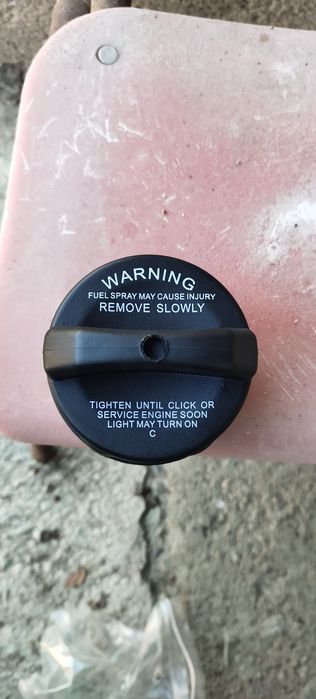 WARNING
FUEL SPRAY MAY CAUSE INJURY
REMOVE SLOWLY
TIGHTEN UNTIL CLICK OR
SERVICE ENGINE SOON
LIGHT MAY TURN ON
C